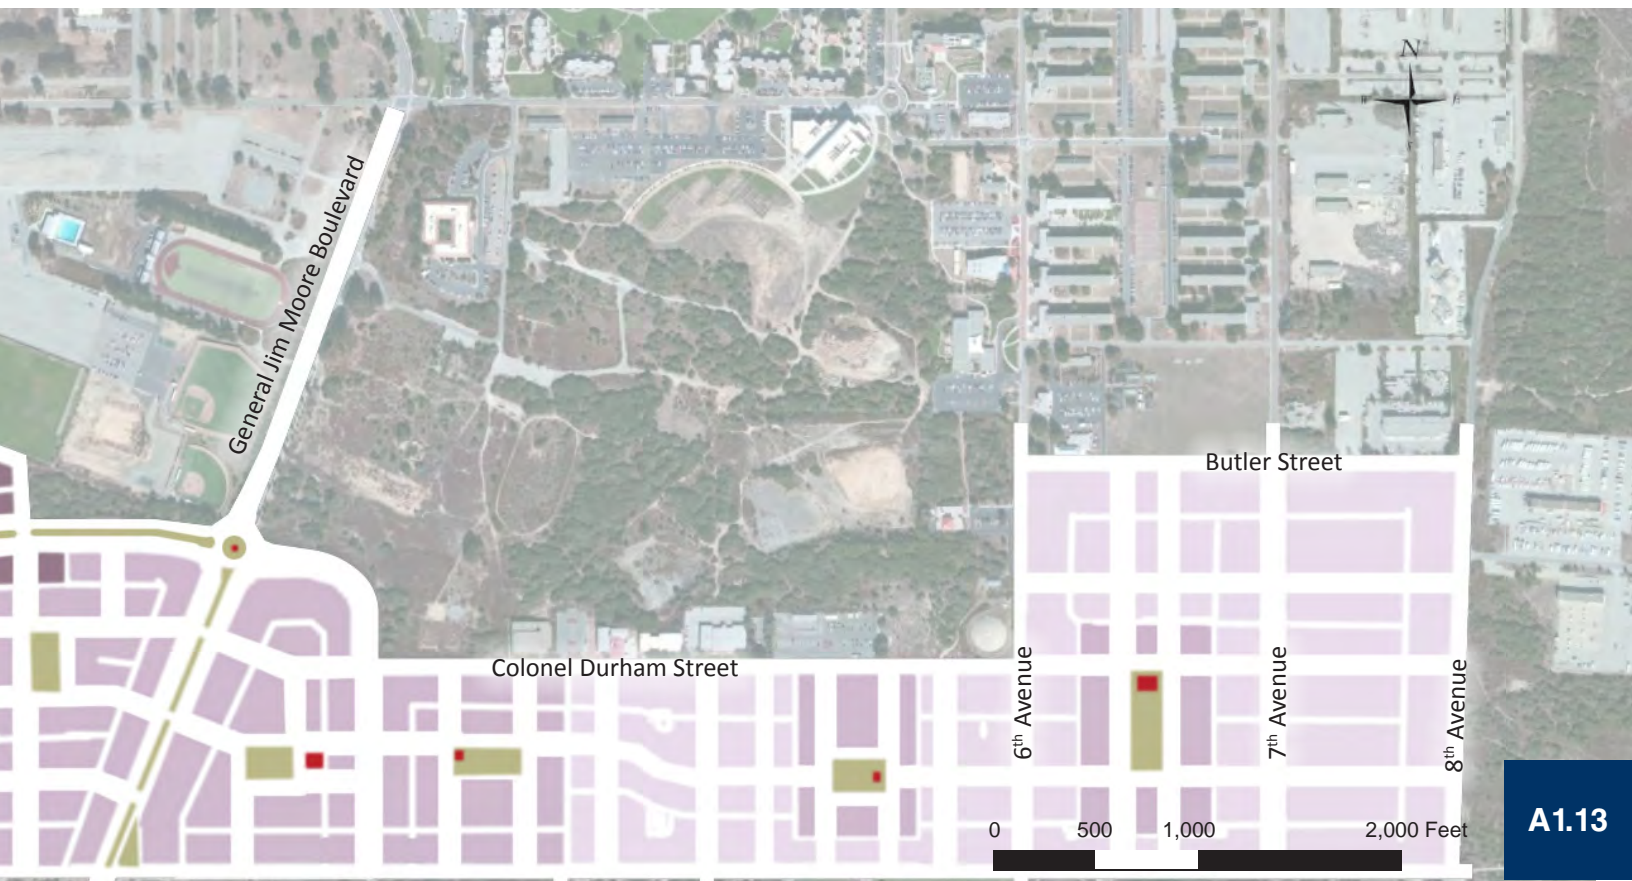 N
General Jim Moore Boulevard
Butler Street
Colonel Durham Street
6th Avenue
7th Avenue
8th Avenue
0 500 1,000 2,000 Feet
A1.13